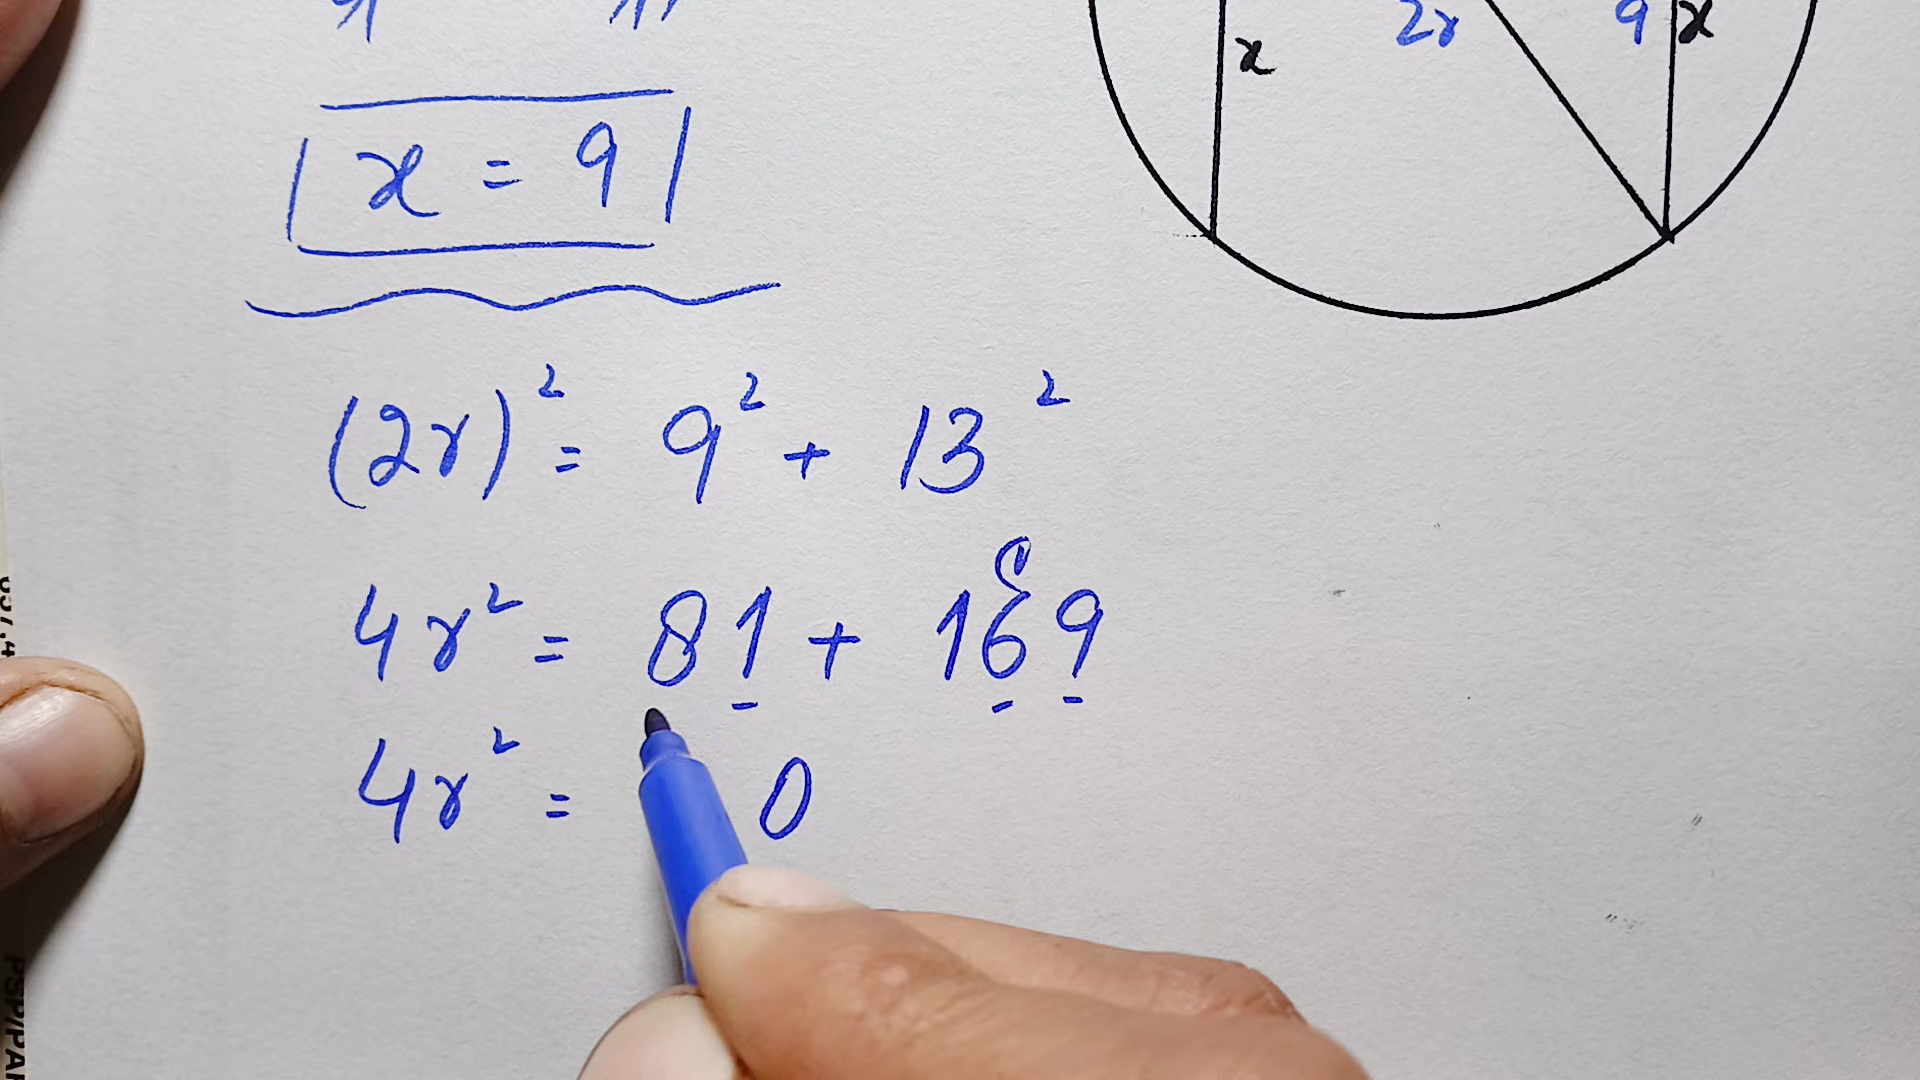 2r
9
x
x
x = 9
(2r)² = 9² + 13²
4r² = 81 + 169
4r² = 0